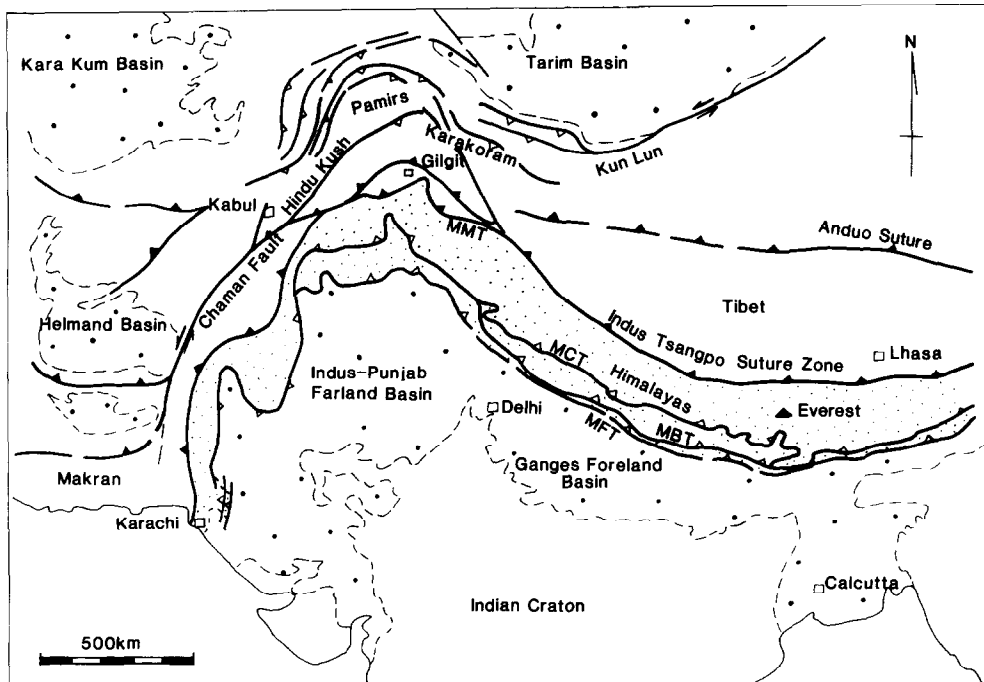 Kara Kum Basin
Tarim Basin
N
Pamirs
Karakoram
Kun Lun
Hindu Kush
Gilgit
Kabul
MMT
Anduo Suture
Chaman Fault
Helmand Basin
Tibet
Indus Tsangpo Suture Zone
Lhasa
MCT
Himalayas
Indus-Punjab
Farland Basin
Everest
Delhi
MFT
MBT
Ganges Foreland
Basin
Makran
Karachi
Calcutta
Indian Craton
500km